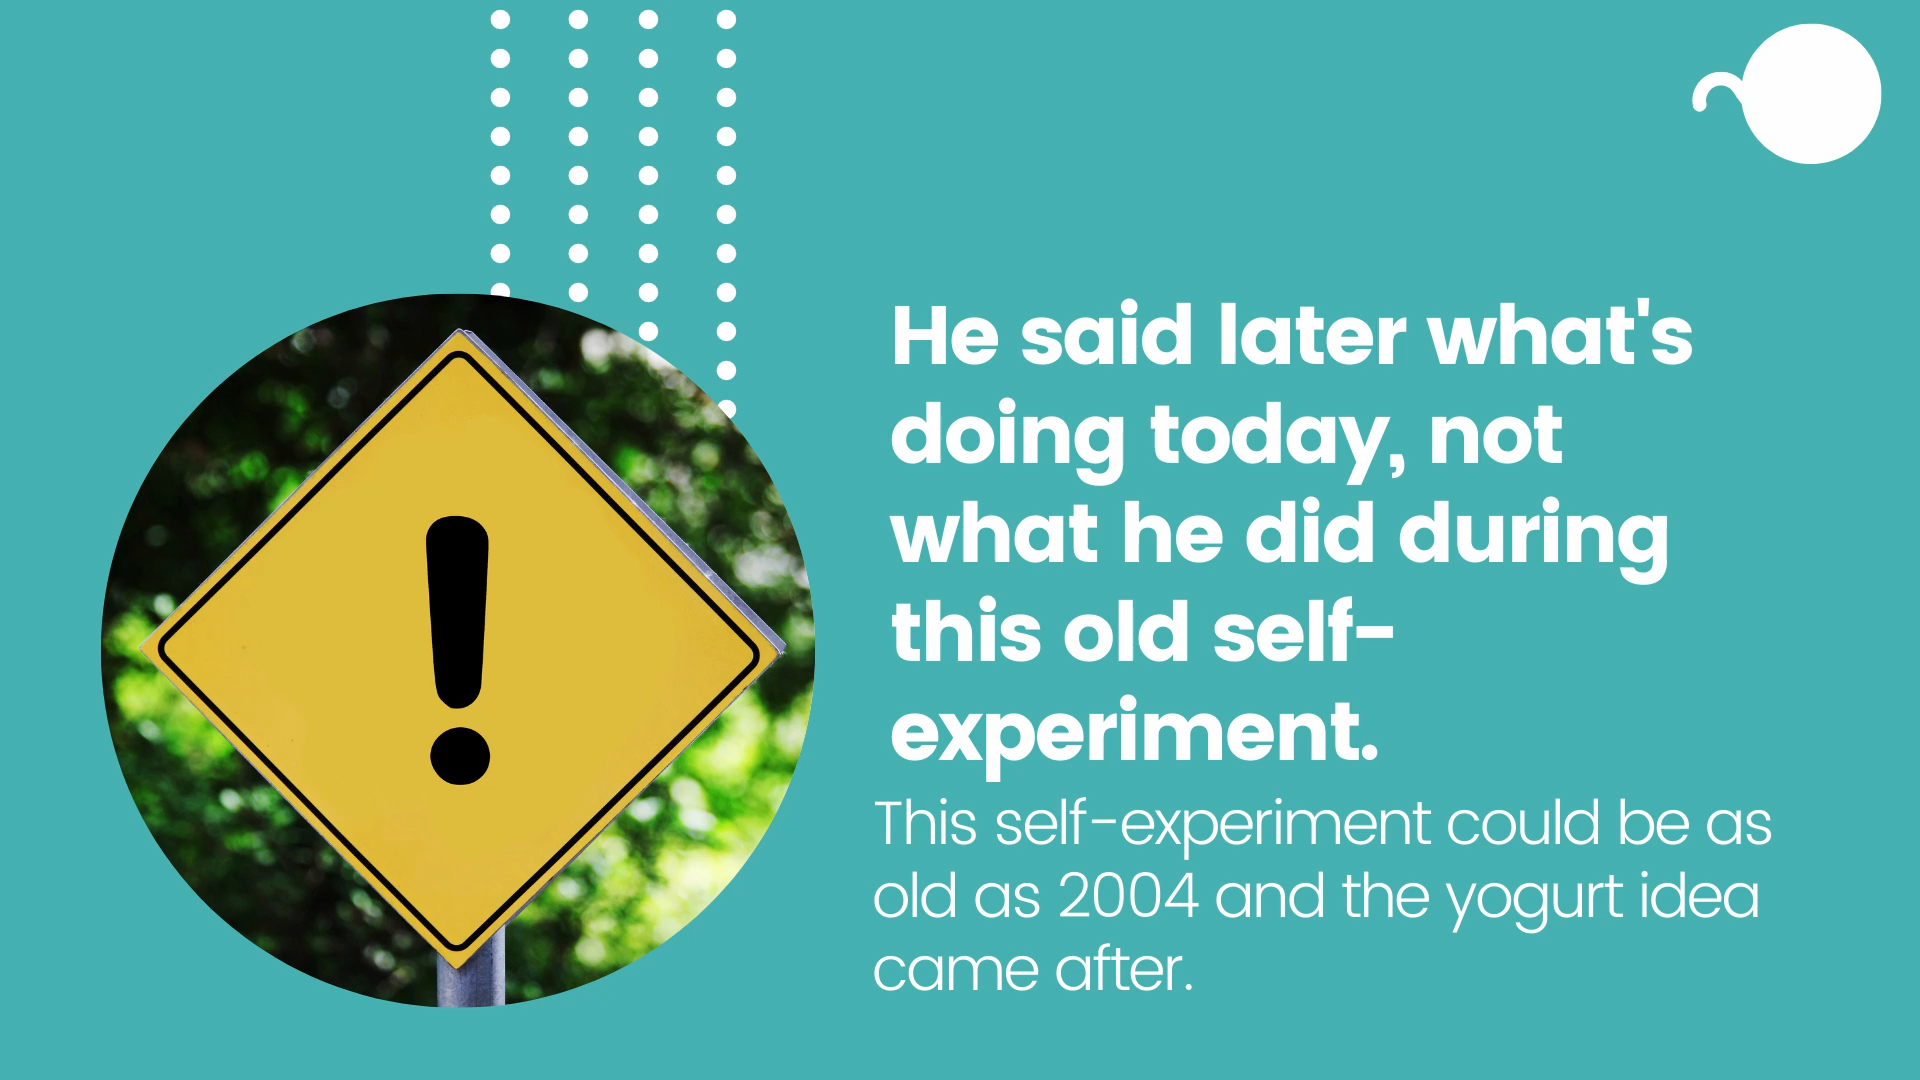 He said later what's
doing today, not
what he did during
this old self-
experiment.
This self-experiment could be as
old as 2004 and the yogurt idea
came after.
!